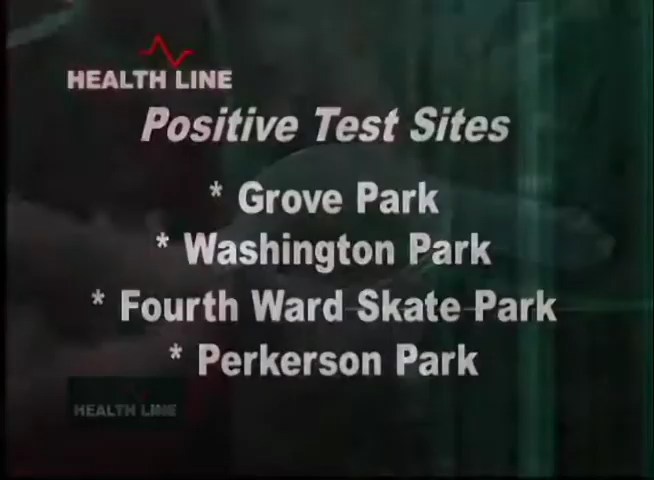 HEALTH LINE
Positive Test Sites
* Grove Park
* Washington Park
* Fourth Ward Skate Park
* Perkerson Park
HEALTH LINE